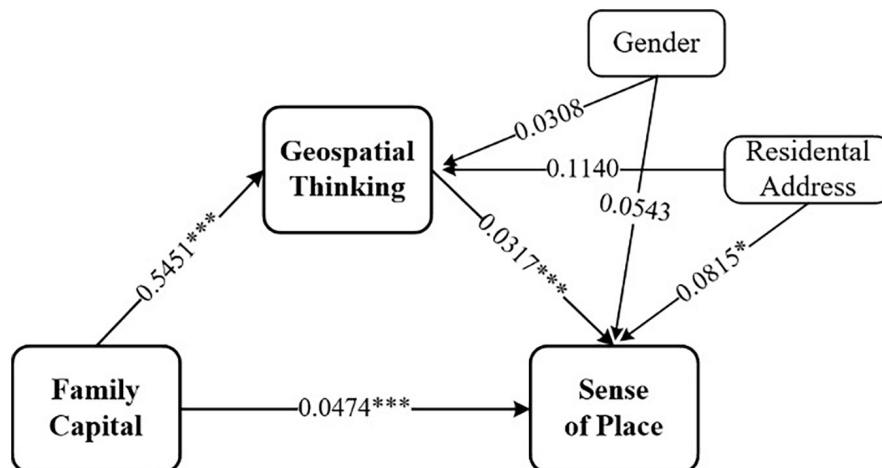 Gender
0.0308
Geospatial
Thinking
Residental
Address
0.1140
0.0543
0.5451***
0.0317***
0.0815*
Family
Capital
0.0474***
Sense
of Place